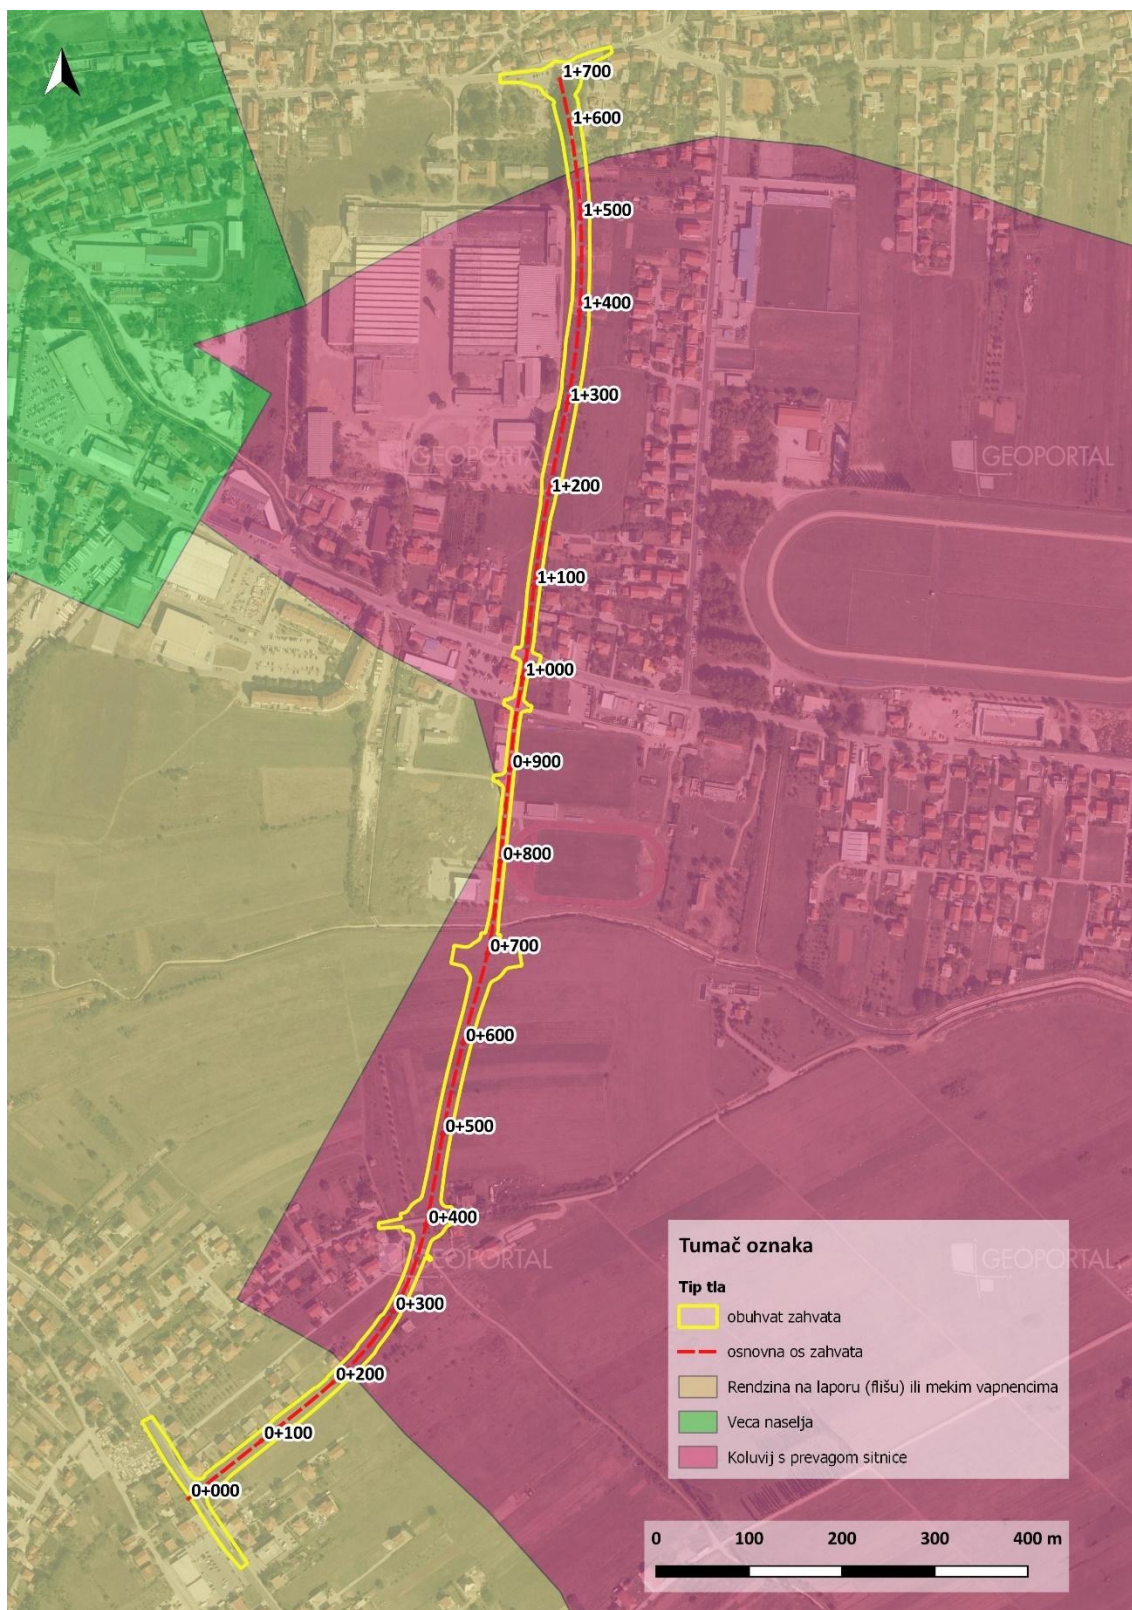 1+700
1+600
1+500
1+400
1+300
GEOPORTAL
GEOPORTAL
1+200
1+100
1+000
0+900
0+800
0+700
0+600
0+500
0+400
GEOPORTAL
GEOPORTAL
0+300
0+200
0+100
0+000
Tumač oznaka
Tip tla
obuhvat zahvata
osnovna os zahvata
Rendzina na laporu (flišu) ili mekim vapnencima
Veca naselja
Koluvij s prevagom sitnice
0 100 200 300 400 m